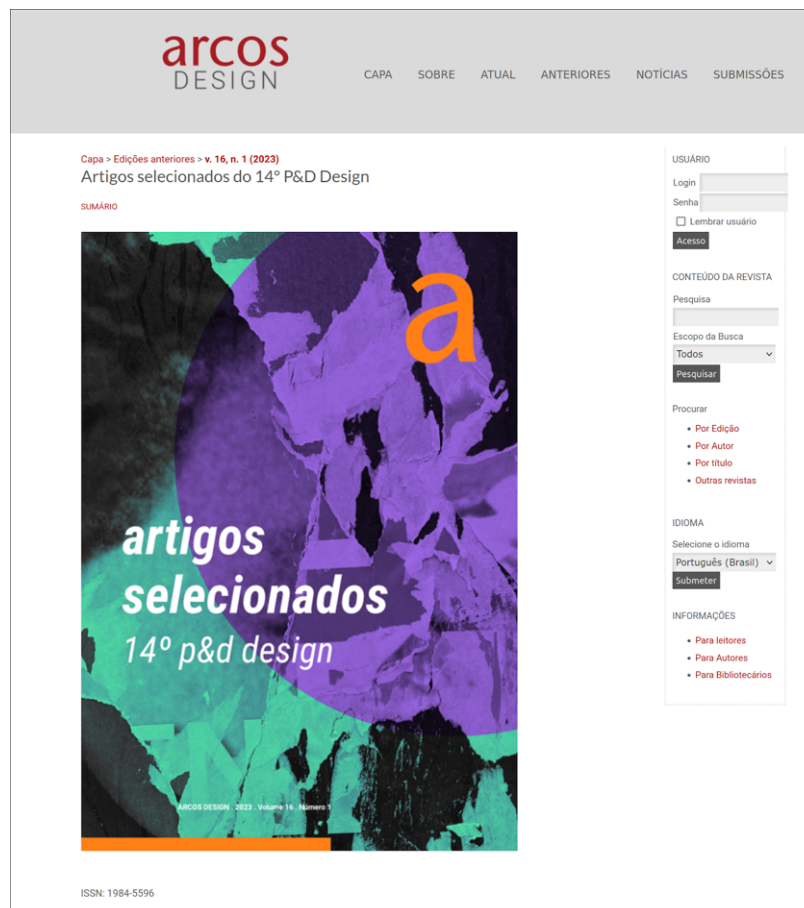 arcos
DESIGN
CAPA SOBRE ATUAL ANTERIORES NOTÍCIAS SUBMISSÕES
Capa > Edições anteriores > v. 16, n. 1 (2023)
Artigos selecionados do 14º P&D Design
SUMÁRIO
a
artigos
selecionados
14º p&d design
ARCOS DESIGN . 2023 . Volume 16 . Número 1
ISSN: 1984-5596
USUÁRIO
Login
Senha
Lembrar usuário
Acesso
CONTEÚDO DA REVISTA
Pesquisa
Escopo da Busca
Todos
Pesquisar
Procurar
• Por Edição
• Por Autor
• Por título
• Outras revistas
IDIOMA
Selecione o idioma
Português (Brasil)
Submeter
INFORMAÇÕES
• Para leitores
• Para Autores
• Para Bibliotecários